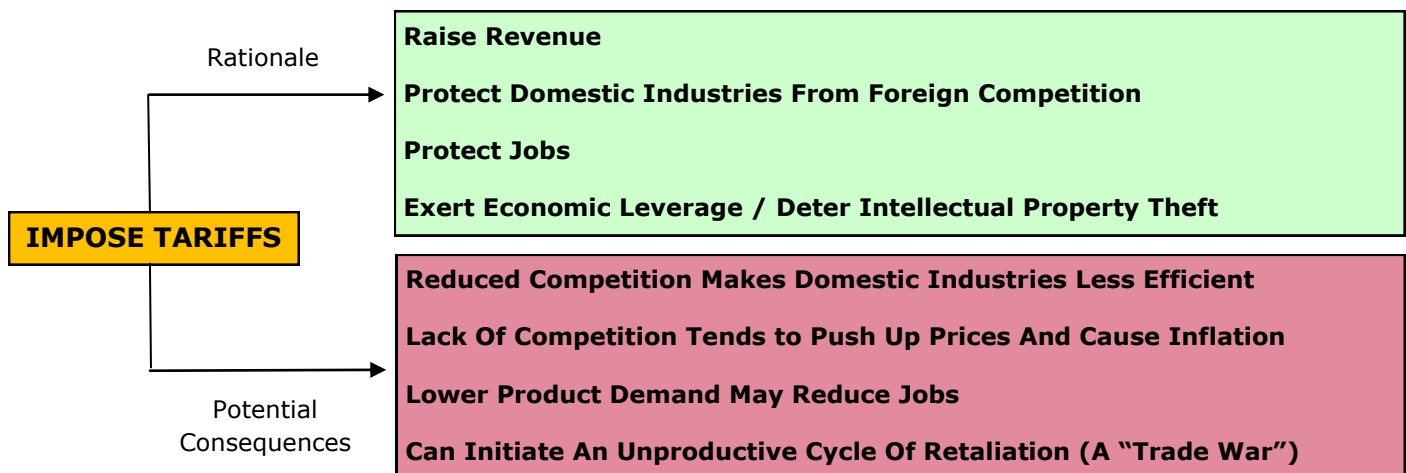 Rationale
Raise Revenue
Protect Domestic Industries From Foreign Competition
Protect Jobs
Exert Economic Leverage / Deter Intellectual Property Theft
IMPOSE TARIFFS
Reduced Competition Makes Domestic Industries Less Efficient
Lack Of Competition Tends to Push Up Prices And Cause Inflation
Lower Product Demand May Reduce Jobs
Can Initiate An Unproductive Cycle Of Retaliation (A “Trade War”)
Potential
Consequences